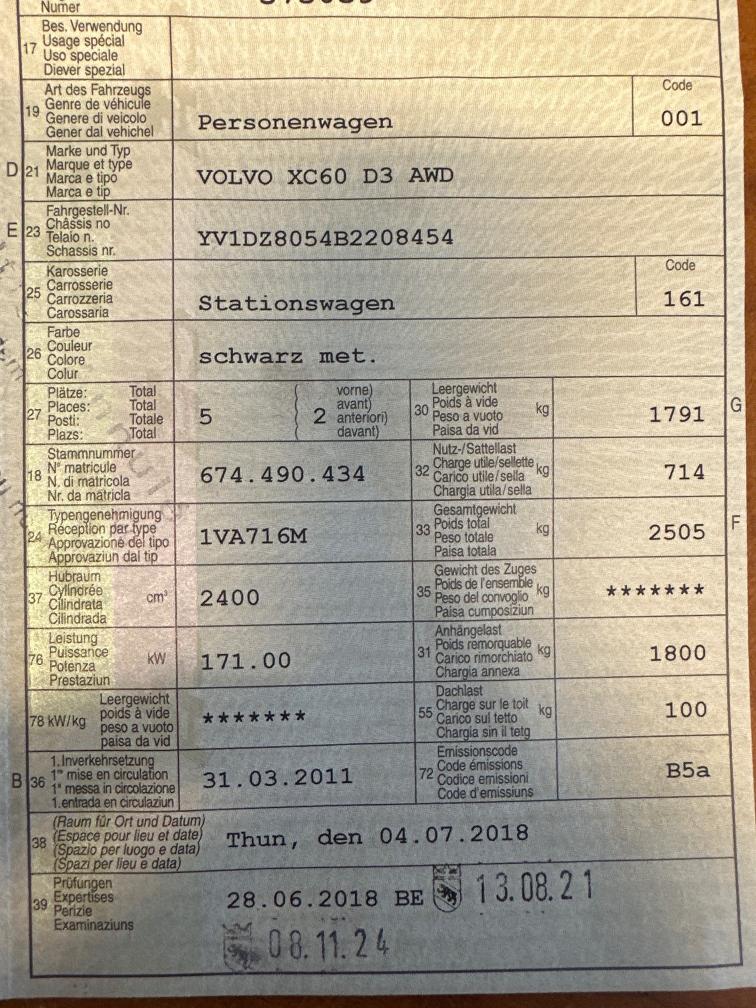 Numer
17 Bes. Verwendung
Usage spécial
Uso speciale
Diever spezial
19 Art des Fahrzeugs
Genre de véhicule
Genere di veicolo
Gener dal vehichel
Personenwagen
Code
001
D 21 Marke und Typ
Marque et type
Marca e tipo
Marca e tip
VOLVO XC60 D3 AWD
E 23 Fahrgestell-Nr.
Châssis no
Telaio n.
Schassis nr.
YV1DZ8054B2208454
25 Karosserie
Carrosserie
Carrozzeria
Carossaria
Stationswagen
Code
161
26 Farbe
Couleur
Colore
Colur
schwarz met.
27 Plätze: Total
Places: Total
Posti: Totale
Plazs: Total
5
2
vorne)
avant)
anteriori)
davant)
30 Leergewicht
Poids à vide
Peso a vuoto
Paisa da vid
kg
1791
G
18 Stammnummer
N° matricule
N. di matricola
Nr. da matricla
674.490.434
32 Nutz-/Sattellast
Charge utile/sellette
Carico utile/sella
Chargia utila/sella
kg
714
24 Typengenehmigung
Réception par type
Approvazione del tipo
Approvaziun dal tip
1VA716M
33 Gesamtgewicht
Poids total
Peso totale
Paisa totala
kg
2505
F
37 Hubraum
Cylindrée
Cilindrata
Cilindrada
cm³
2400
35 Gewicht des Zuges
Poids de l'ensemble
Peso del convoglio
Paisa cumposiziun
kg
*******
76 Leistung
Puissance
Potenza
Prestaziun
kW
171.00
31 Anhängelast
Poids remorquable
Carico rimorchiato
Chargia annexa
kg
1800
78 kW/kg
Leergewicht
poids à vide
peso a vuoto
paisa da vid
*******
55 Dachlast
Charge sur le toit
Carico sul tetto
Chargia sin il tetg
kg
100
B 36 1. Inverkehrsetzung
1re mise en circulation
1a messa in circolazione
1. entrada en circulaziun
31.03.2011
72 Emissionscode
Code émissions
Codice emissioni
Code d'emissiuns
B5a
38 (Raum für Ort und Datum)
(Espace pour lieu et date)
(Spazio per luogo e data)
(Spazi per lieu e data)
Thun, den 04.07.2018
39 Prüfungen
Expertises
Perizie
Examinaziuns
28.06.2018 BE 13.08.21
08.11.24